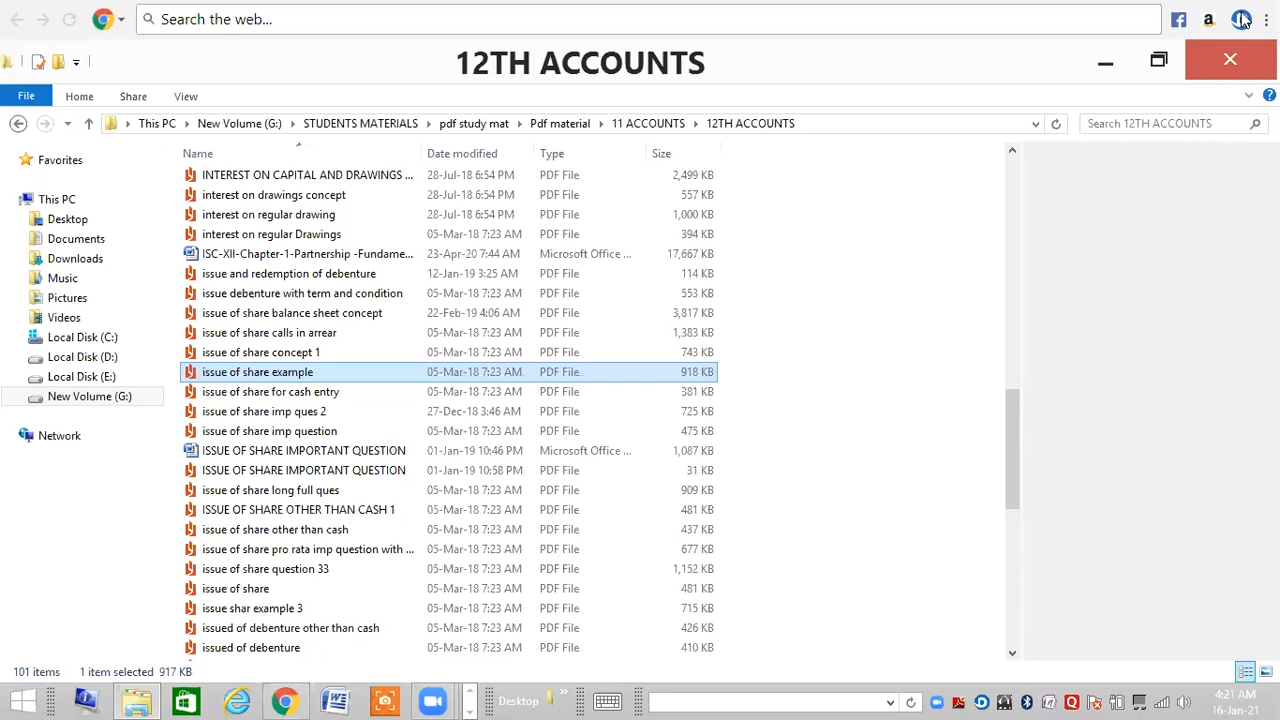 Search the web...
12TH ACCOUNTS
File Home Share View
This PC New Volume (G:) STUDENTS MATERIALS pdf study mat Pdf material 11 ACCOUNTS 12TH ACCOUNTS Search 12TH ACCOUNTS
Name Date modified Type Size
Favorites
This PC
Desktop
Documents
Downloads
Music
Pictures
Videos
Local Disk (C:)
Local Disk (D:)
Local Disk (E:)
New Volume (G:)
Network
INTEREST ON CAPITAL AND DRAWINGS ... 28-Jul-18 6:54 PM PDF File 2,499 KB
interest on drawings concept 28-Jul-18 6:54 PM PDF File 557 KB
interest on regular drawing 28-Jul-18 6:54 PM PDF File 1,000 KB
interest on regular Drawings 05-Mar-18 7:23 AM PDF File 394 KB
ISC-XII-Chapter-1-Partnership -Fundame... 23-Apr-20 7:44 AM Microsoft Office ... 17,667 KB
issue and redemption of debenture 12-Jan-19 3:25 AM PDF File 114 KB
issue debenture with term and condition 05-Mar-18 7:23 AM PDF File 553 KB
issue of share balance sheet concept 22-Feb-19 4:06 AM PDF File 3,817 KB
issue of share calls in arrear 05-Mar-18 7:23 AM PDF File 1,383 KB
issue of share concept 1 05-Mar-18 7:23 AM PDF File 743 KB
issue of share example 05-Mar-18 7:23 AM PDF File 918 KB
issue of share for cash entry 05-Mar-18 7:23 AM PDF File 381 KB
issue of share imp ques 2 27-Dec-18 3:46 AM PDF File 725 KB
issue of share imp question 05-Mar-18 7:23 AM PDF File 475 KB
ISSUE OF SHARE IMPORTANT QUESTION 01-Jan-19 10:46 PM Microsoft Office ... 1,087 KB
ISSUE OF SHARE IMPORTANT QUESTION 01-Jan-19 10:58 PM PDF File 31 KB
issue of share long full ques 05-Mar-18 7:23 AM PDF File 909 KB
ISSUE OF SHARE OTHER THAN CASH 1 05-Mar-18 7:23 AM PDF File 481 KB
issue of share other than cash 05-Mar-18 7:23 AM PDF File 437 KB
issue of share pro rata imp question with ... 05-Mar-18 7:23 AM PDF File 677 KB
issue of share question 33 05-Mar-18 7:23 AM PDF File 1,152 KB
issue of share 05-Mar-18 7:23 AM PDF File 481 KB
issue shar example 3 05-Mar-18 7:23 AM PDF File 715 KB
issued of debenture other than cash 05-Mar-18 7:23 AM PDF File 426 KB
issued of debenture 05-Mar-18 7:23 AM PDF File 410 KB
101 items 1 item selected 917 KB
Desktop
4:21 AM
16-Jan-21